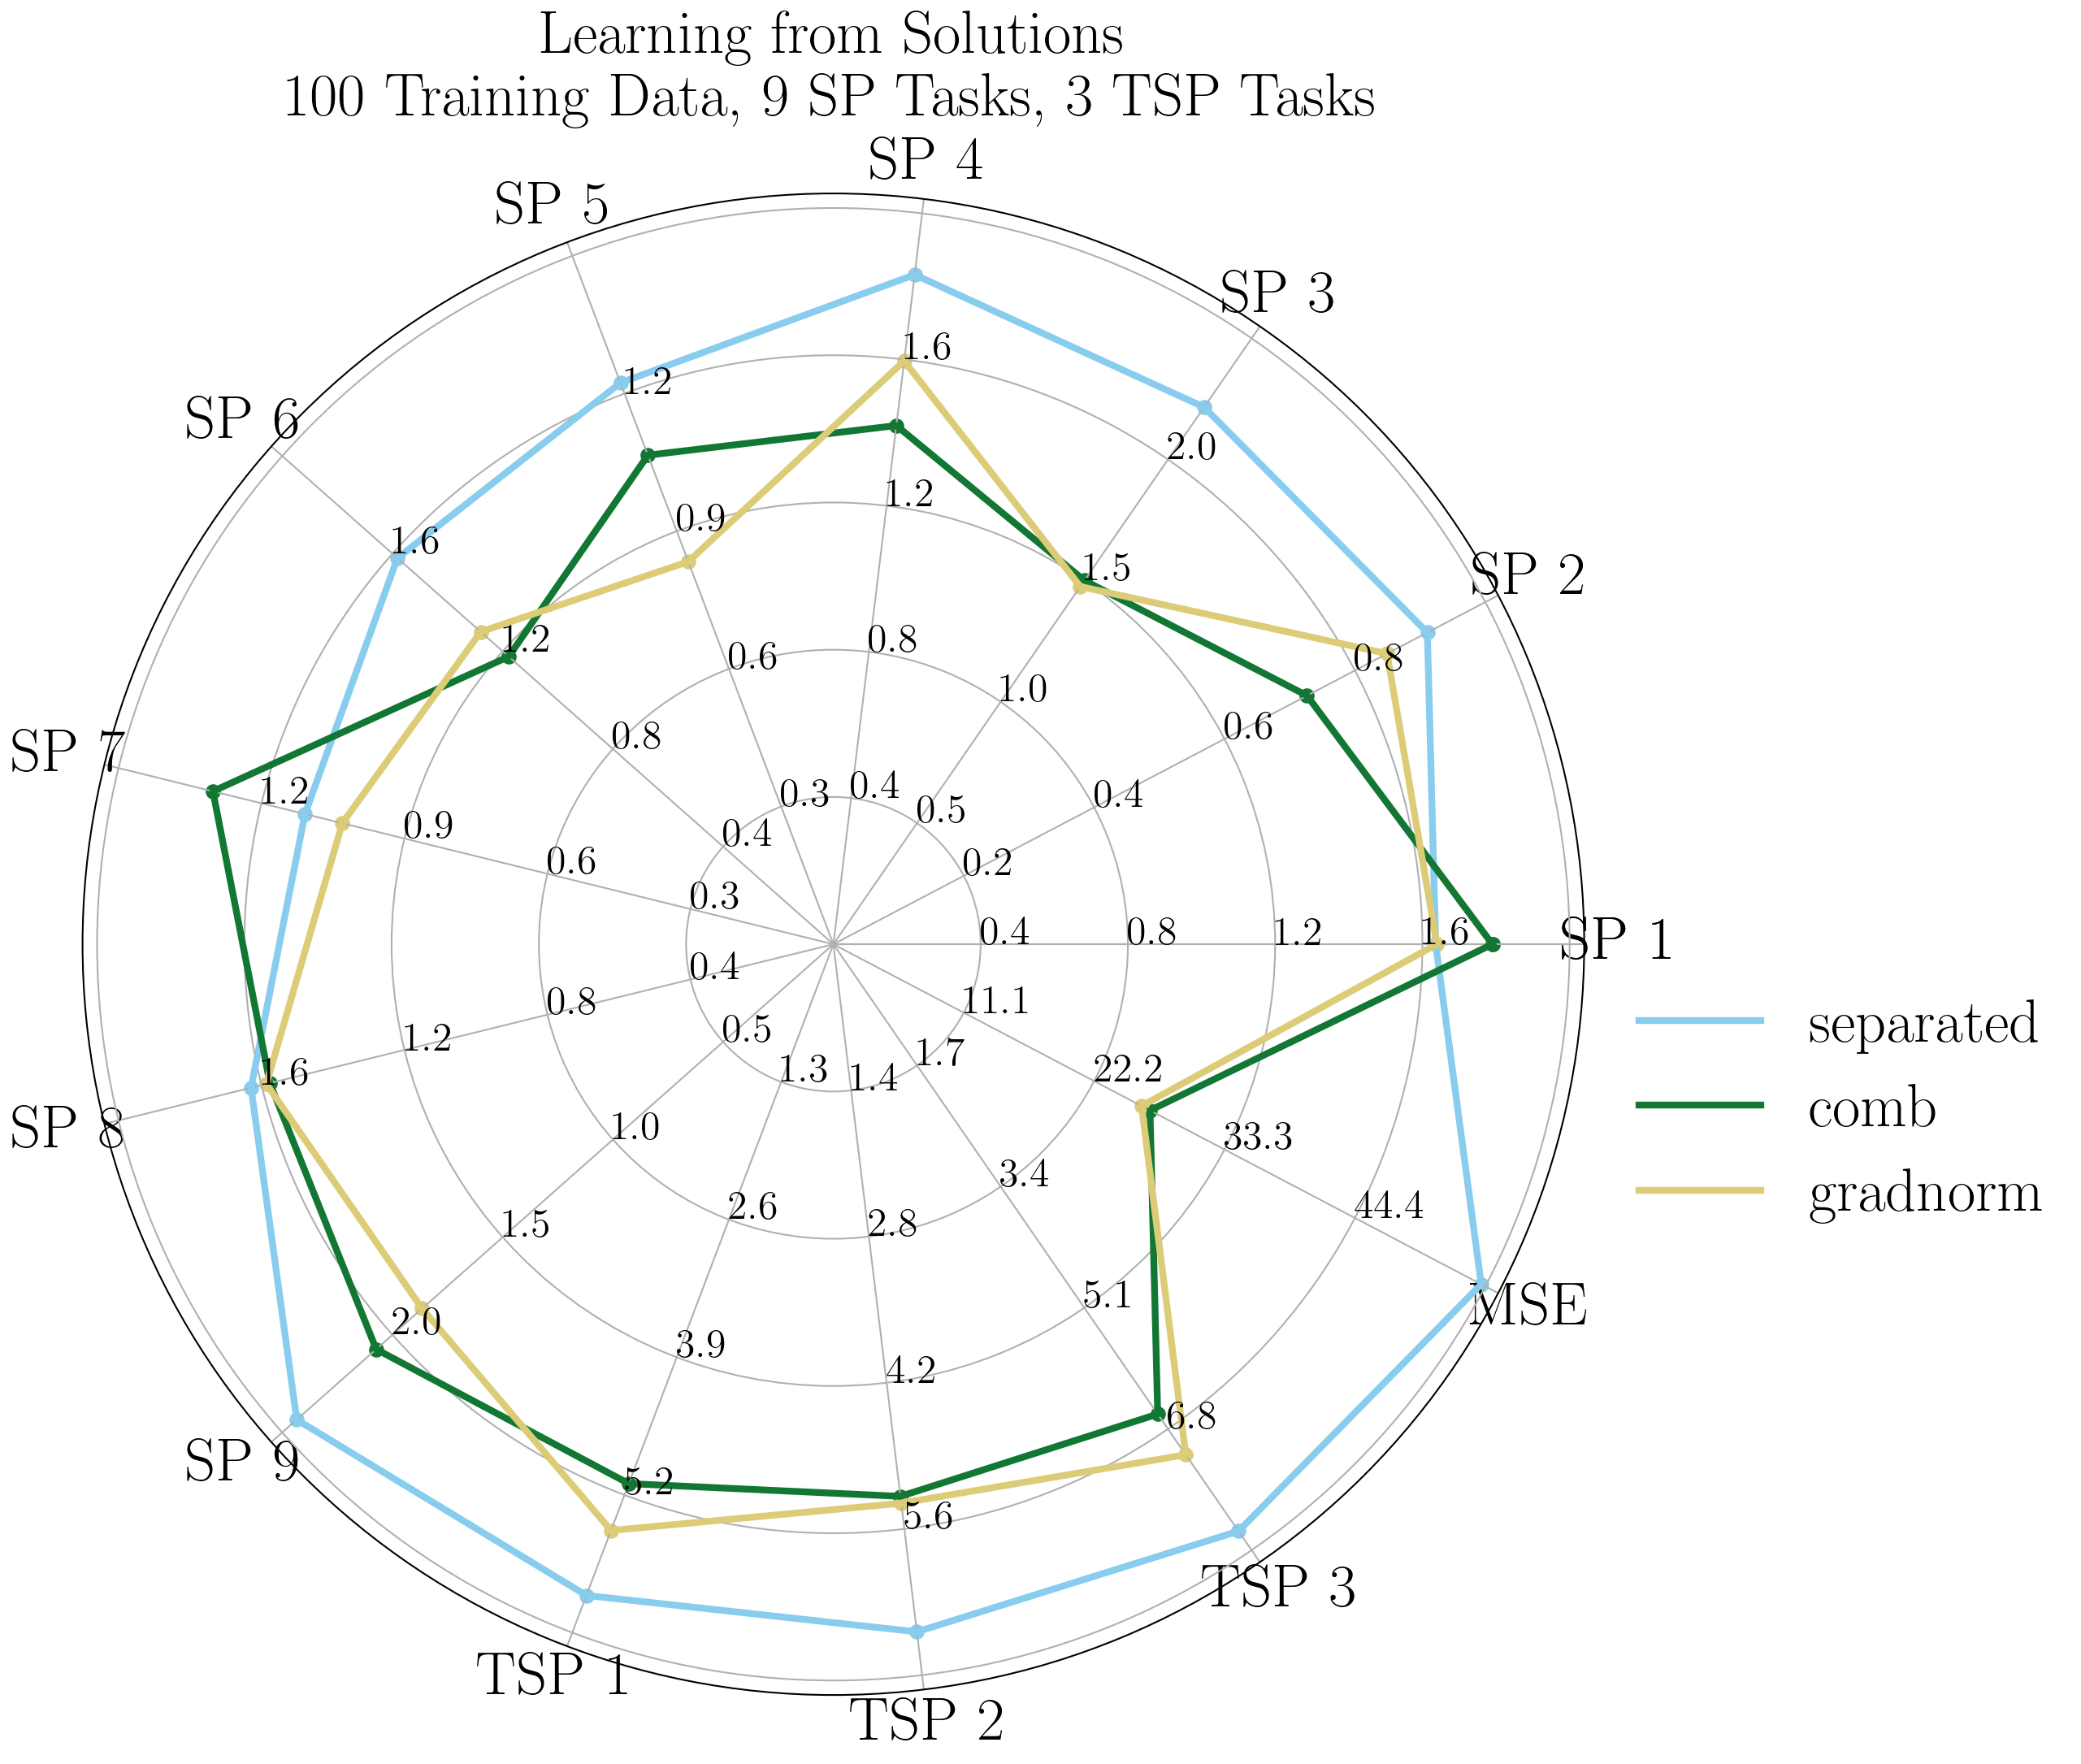 Learning from Solutions
100 Training Data, 9 SP Tasks, 3 TSP Tasks
SP 4
SP 5
SP 3
SP 6
SP 2
SP 7
SP 1
SP 8
MSE
SP 9
TSP 3
TSP 1
TSP 2
0.4
0.8
1.2
1.6
0.2
0.4
0.6
0.8
0.5
1.0
1.5
2.0
0.4
0.8
1.2
1.6
0.3
0.6
0.9
1.2
0.4
0.8
1.2
1.6
0.3
0.6
0.9
1.2
0.4
0.8
1.2
1.6
0.5
1.0
1.5
2.0
1.3
2.6
3.9
5.2
1.4
2.8
4.2
5.6
1.7
3.4
5.1
6.8
11.1
22.2
33.3
44.4
separated
comb
gradnorm